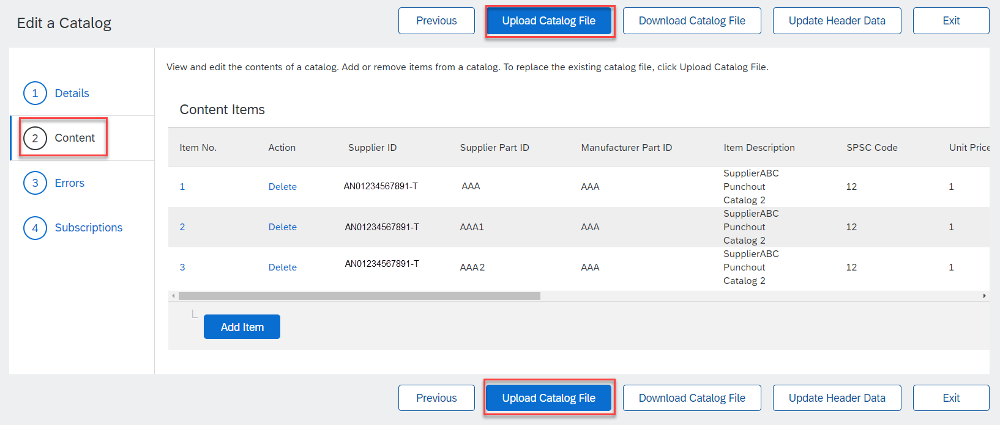 Edit a Catalog
Previous
Upload Catalog File
Download Catalog File
Update Header Data
Exit
1 Details
2 Content
3 Errors
4 Subscriptions
View and edit the contents of a catalog. Add or remove items from a catalog. To replace the existing catalog file, click Upload Catalog File.
Content Items
Item No. Action Supplier ID Supplier Part ID Manufacturer Part ID Item Description SPSC Code Unit Price
1 Delete AN01234567891-T AAA AAA SupplierABC
Punchout
Catalog 2
12 1
2 Delete AN01234567891-T AAA1 AAA SupplierABC
Punchout
Catalog 2
12 1
3 Delete AN01234567891-T AAA2 AAA SupplierABC
Punchout
Catalog 2
12 1
Add Item
Previous
Upload Catalog File
Download Catalog File
Update Header Data
Exit